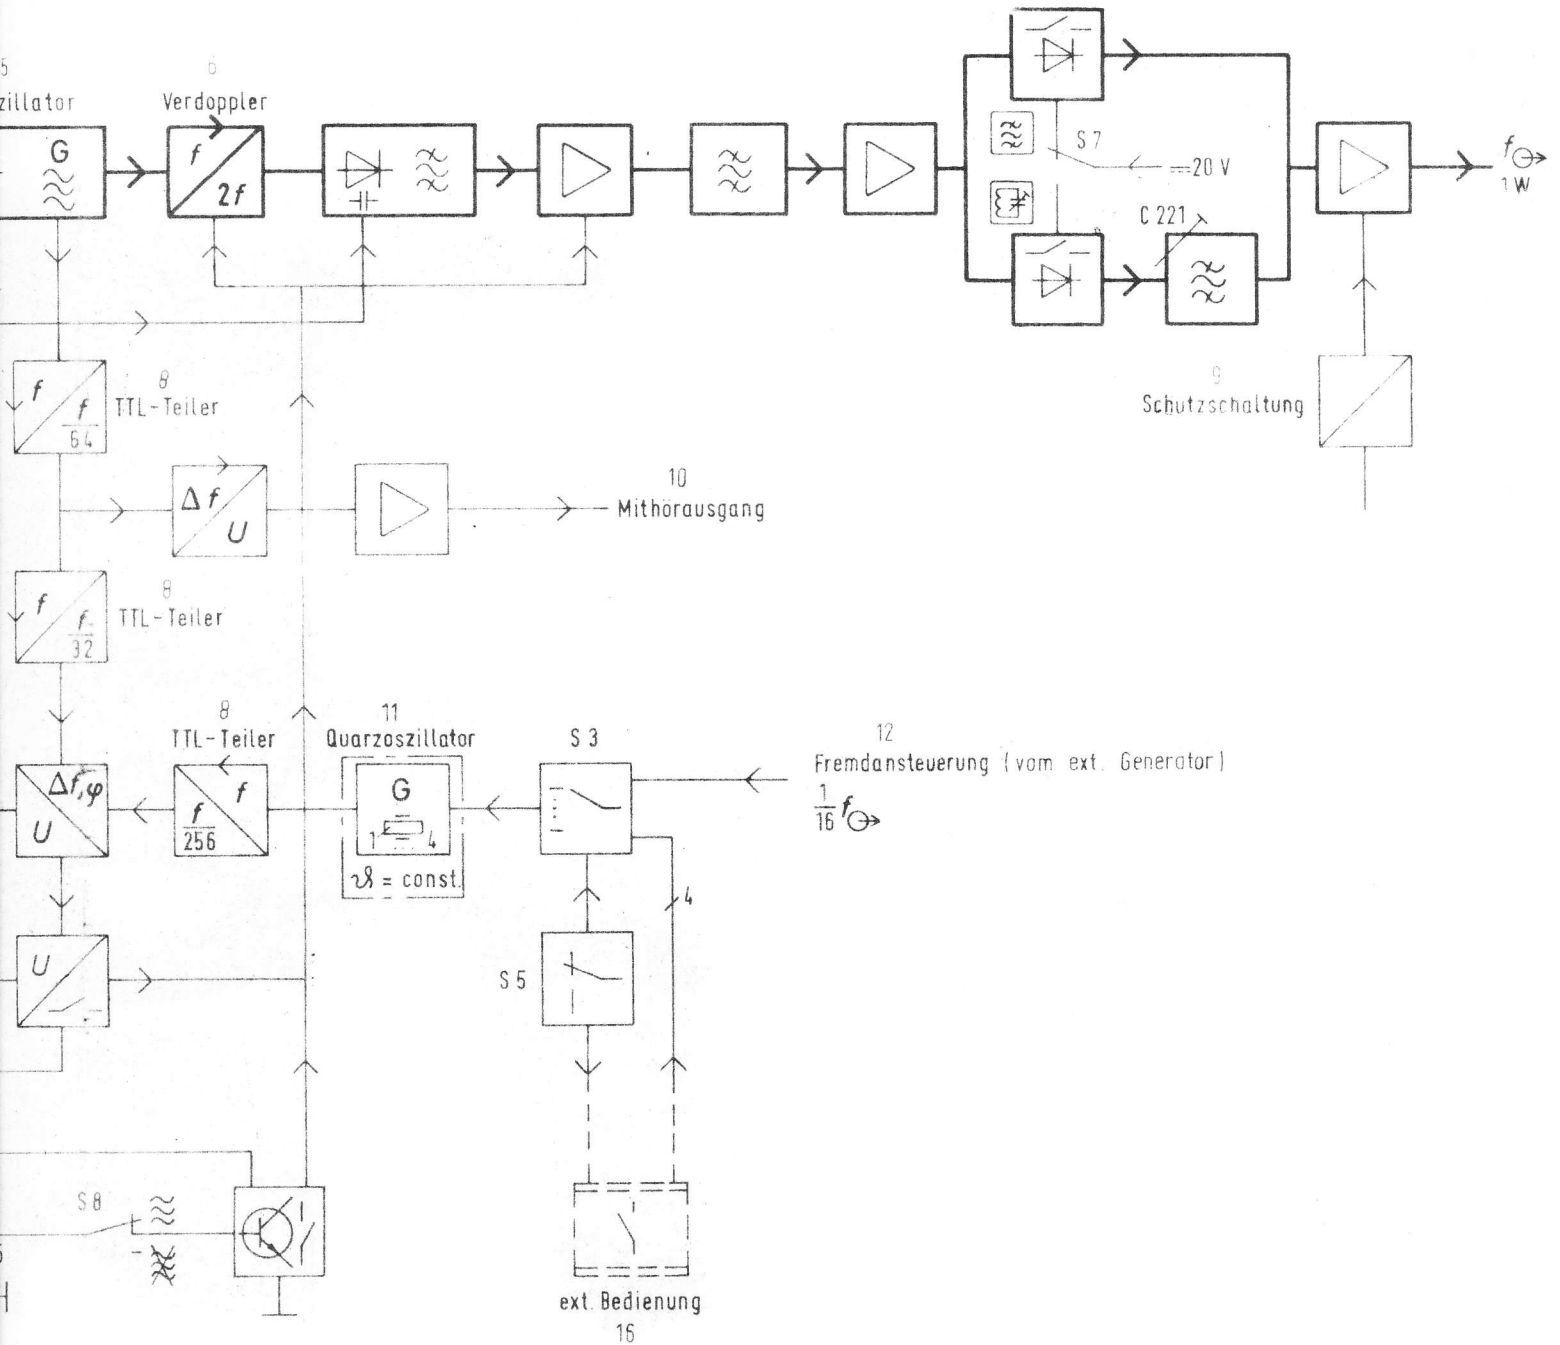 5
zillator
6
Verdoppler
G
f
2f
S 7
20 V
C 221
f
1W
8
TTL-Teiler
f
f
64
9
Schutzschaltung
Δf
U
10
Mithörausgang
8
TTL-Teiler
f
f
32
8
TTL-Teiler
11
Quarzoszillator
S 3
12
Fremdansteuerung (vom ext. Generator)
1
16 f
Δf,φ
U
f
f
256
G
1 ... 4
ϑ = const.
4
U
S 5
S 8
ext. Bedienung
16